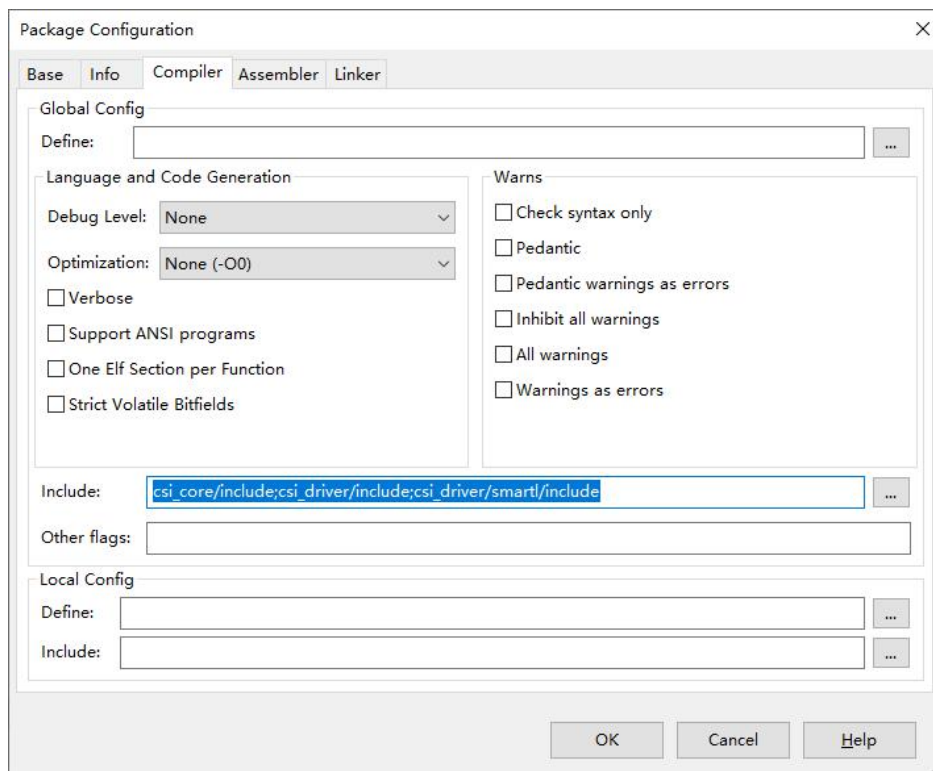 Package Configuration
Base Info Compiler Assembler Linker
Global Config
Define: ...
Language and Code Generation
Debug Level: None
Optimization: None (-O0)
Verbose
Support ANSI programs
One Elf Section per Function
Strict Volatile Bitfields
Warns
Check syntax only
Pedantic
Pedantic warnings as errors
Inhibit all warnings
All warnings
Warnings as errors
Include: csi_core/include;csi_driver/include;csi_driver/smartl/include ...
Other flags:
Local Config
Define: ...
Include: ...
OK Cancel Help